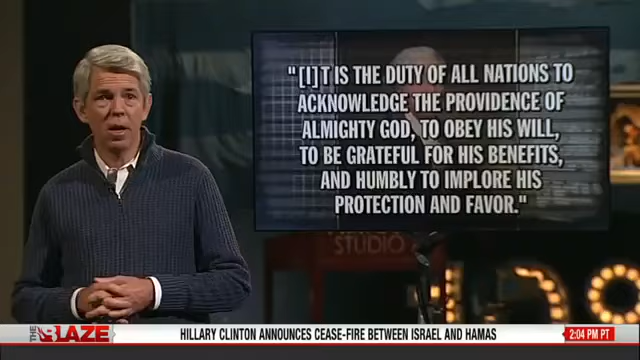 "[I]T IS THE DUTY OF ALL NATIONS TO
ACKNOWLEDGE THE PROVIDENCE OF
ALMIGHTY GOD, TO OBEY HIS WILL,
TO BE GRATEFUL FOR HIS BENEFITS,
AND HUMBLY TO IMPLORE HIS
PROTECTION AND FAVOR."
STUDIO
THE BLAZE
HILLARY CLINTON ANNOUNCES CEASE-FIRE BETWEEN ISRAEL AND HAMAS
2:04 PM PT